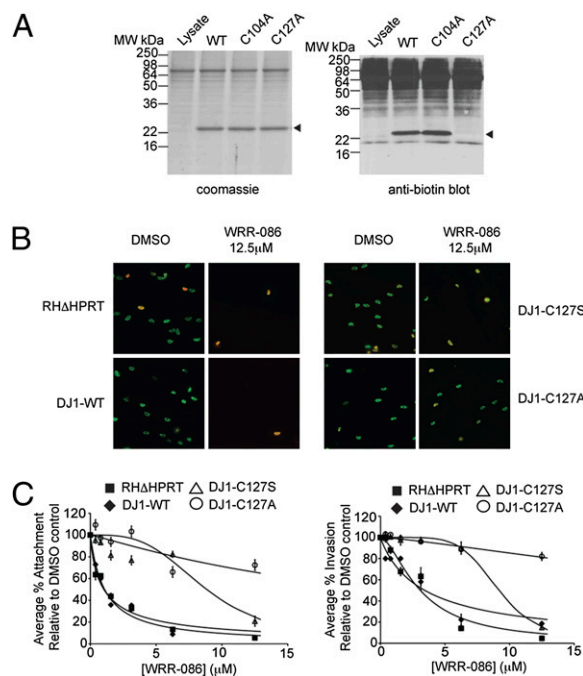 A
MW kDa
Lysate
WT
C104A
C127A
250
98
64
50
36
22
16
coomassie
MW kDa
Lysate
WT
C104A
C127A
250
98
64
50
36
22
16
anti-biotin blot
B
DMSO
WRR-086
12.5μM
DMSO
WRR-086
12.5μM
RHΔHPRT
DJ1-C127S
DJ1-WT
DJ1-C127A
C
RHΔHPRT
DJ1-C127S
DJ1-WT
DJ1-C127A
Average % Attachment
Relative to DMSO control
120
100
80
60
40
20
0
0
5
10
15
[WRR-086] (μM)
RHΔHPRT
DJ1-C127S
DJ1-WT
DJ1-C127A
Average % Invasion
Relative to DMSO control
120
100
80
60
40
20
0
0
5
10
15
[WRR-086] (μM)